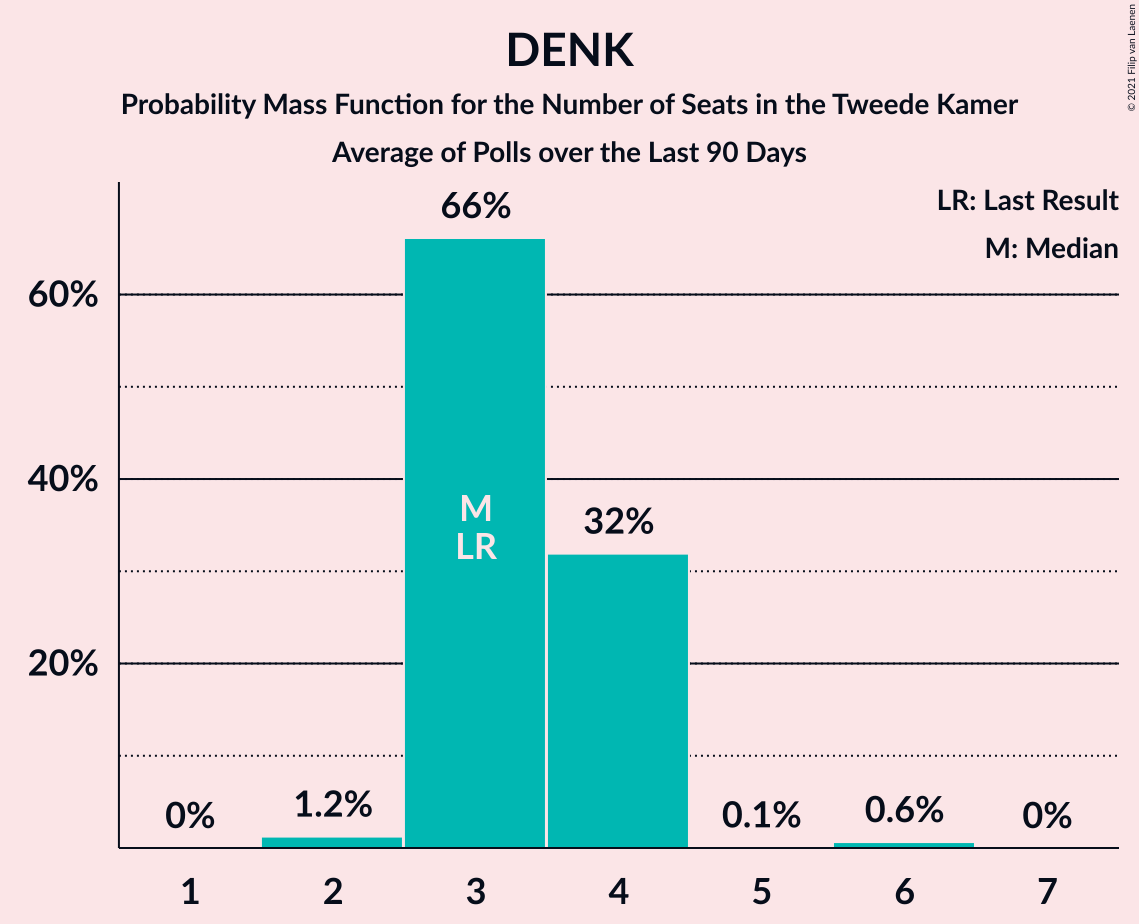 DENK
Probability Mass Function for the Number of Seats in the Tweede Kamer
Average of Polls over the Last 90 Days
© 2021 Filip van Laenen
LR: Last Result
M: Median
60%
40%
20%
0%
1.2%
66%
M
LR
32%
0.1%
0.6%
0%
1
2
3
4
5
6
7